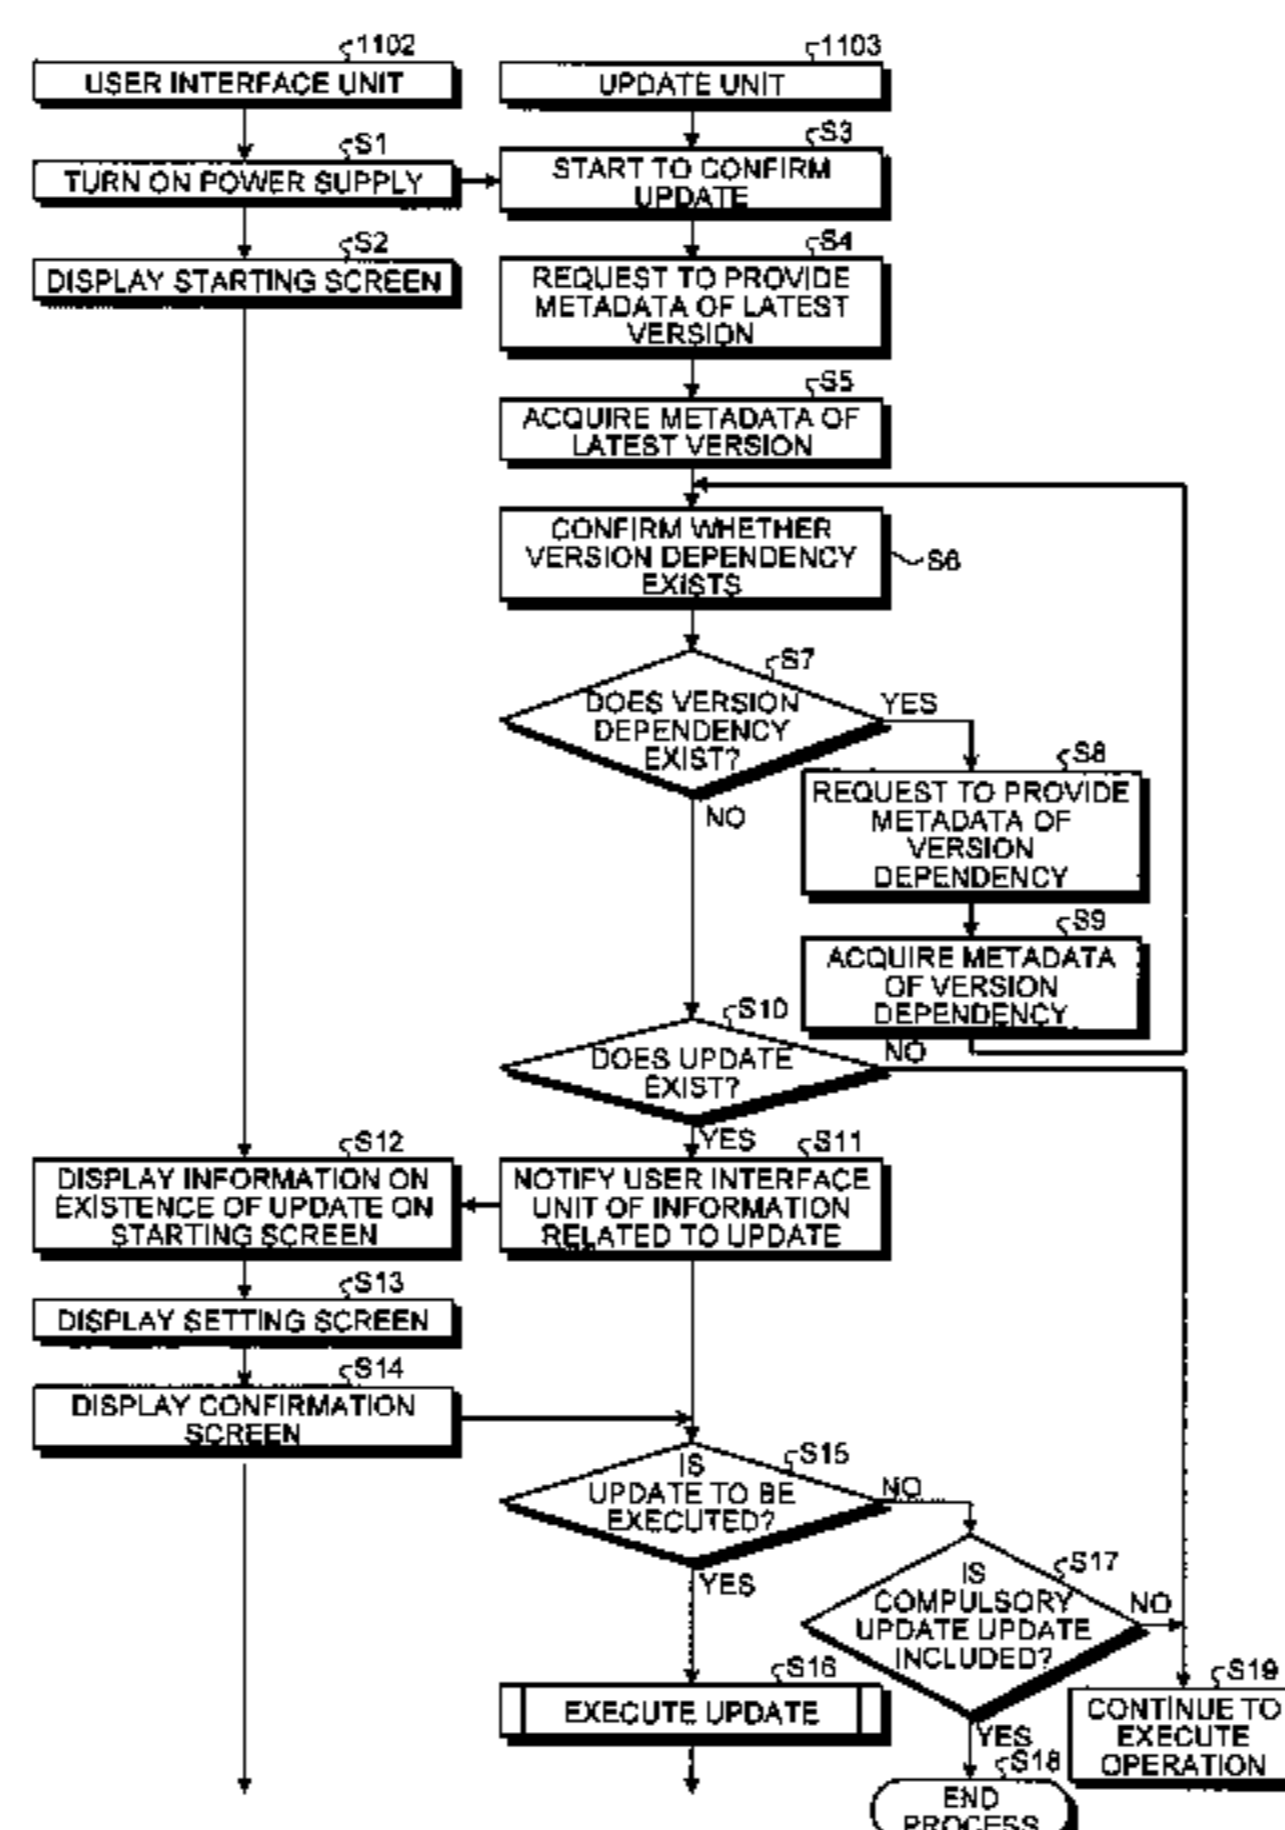 1102
USER INTERFACE UNIT
1103
UPDATE UNIT
S1
TURN ON POWER SUPPLY
S3
START TO CONFIRM
UPDATE
S2
DISPLAY STARTING SCREEN
S4
REQUEST TO PROVIDE
METADATA OF LATEST
VERSION
S5
ACQUIRE METADATA OF
LATEST VERSION
CONFIRM WHETHER
VERSION DEPENDENCY
EXISTS
S6
S7
DOES VERSION
DEPENDENCY
EXIST?
YES
NO
S8
REQUEST TO PROVIDE
METADATA OF
VERSION
DEPENDENCY
S9
ACQUIRE METADATA
OF VERSION
DEPENDENCY
S10
DOES UPDATE
EXIST?
NO
YES
S12
DISPLAY INFORMATION ON
EXISTENCE OF UPDATE ON
STARTING SCREEN
S11
NOTIFY USER INTERFACE
UNIT OF INFORMATION
RELATED TO UPDATE
S13
DISPLAY SETTING SCREEN
S14
DISPLAY CONFIRMATION
SCREEN
S15
IS
UPDATE TO BE
EXECUTED?
NO
YES
S17
IS
COMPULSORY
UPDATE UPDATE
INCLUDED?
NO
YES
S16
EXECUTE UPDATE
S19
CONTINUE TO
EXECUTE
OPERATION
S18
END
PROCESS